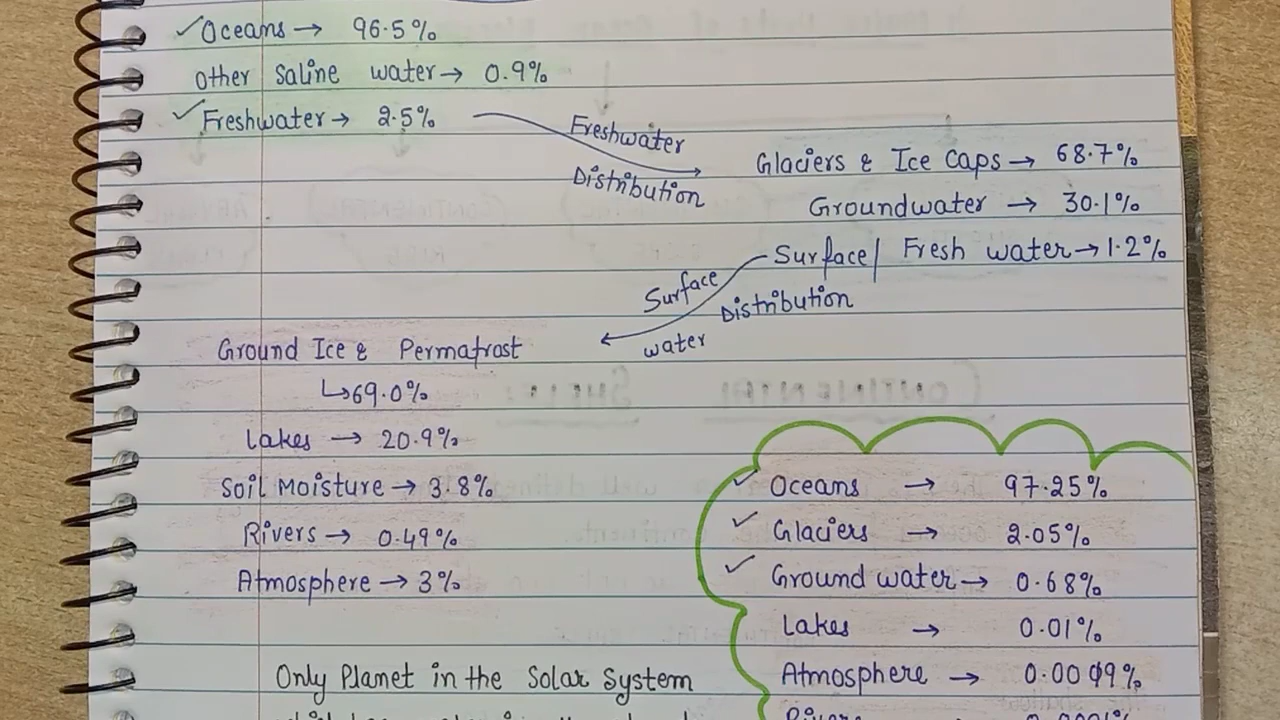 Oceans → 96.5%
Other Saline water → 0.9%
Freshwater → 2.5%
Freshwater
Distribution
Glaciers & Ice Caps → 68.7%
Groundwater → 30.1%
Surface/ Fresh water → 1.2%
Surface
water
Distribution
Ground Ice & Permafrost
↳ 69.0%
Lakes → 20.9%
Soil Moisture → 3.8%
Rivers → 0.49%
Atmosphere → 3%
Oceans → 97.25%
Glaciers → 2.05%
Ground water → 0.68%
Lakes → 0.01%
Atmosphere → 0.0019%
Only Planet in the Solar System